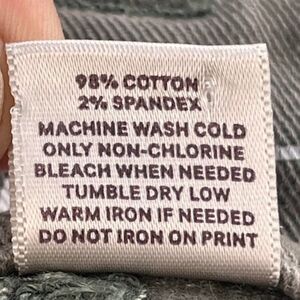 98% COTTON
2% SPANDEX
MACHINE WASH COLD
ONLY NON-CHLORINE
BLEACH WHEN NEEDED
TUMBLE DRY LOW
WARM IRON IF NEEDED
DO NOT IRON ON PRINT